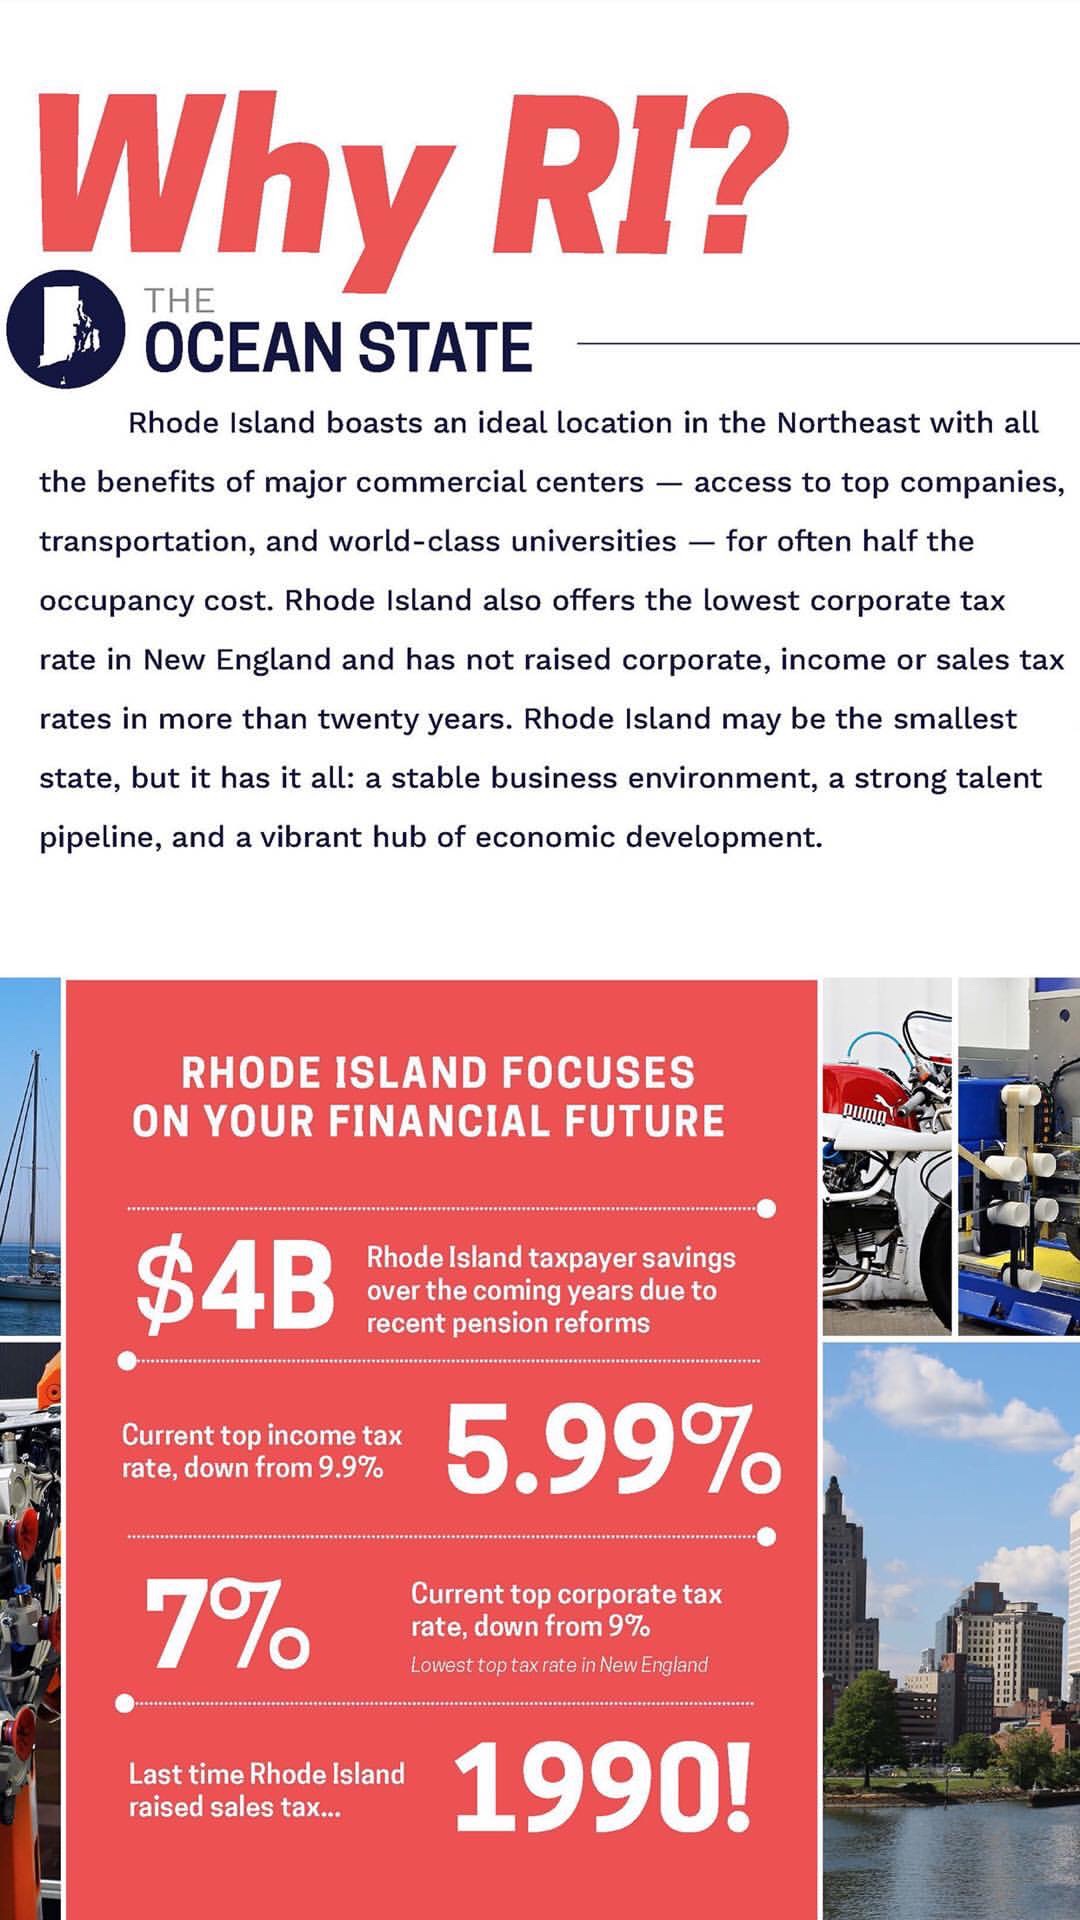 Why RI?
THE
OCEAN STATE
Rhode Island boasts an ideal location in the Northeast with all
the benefits of major commercial centers — access to top companies,
transportation, and world-class universities — for often half the
occupancy cost. Rhode Island also offers the lowest corporate tax
rate in New England and has not raised corporate, income or sales tax
rates in more than twenty years. Rhode Island may be the smallest
state, but it has it all: a stable business environment, a strong talent
pipeline, and a vibrant hub of economic development.
RHODE ISLAND FOCUSES
ON YOUR FINANCIAL FUTURE
$4B
Rhode Island taxpayer savings
over the coming years due to
recent pension reforms
Current top income tax
rate, down from 9.9%
5.99%
7%
Current top corporate tax
rate, down from 9%
Lowest top tax rate in New England
Last time Rhode Island
raised sales tax...
1990!
PUMA